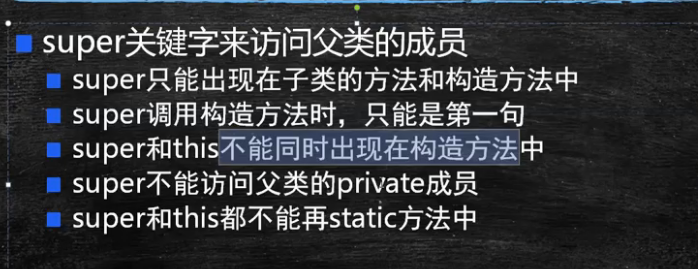 super关键字来访问父类的成员
super只能出现在子类的方法和构造方法中
super调用构造方法时，只能是第一句
super和this不能同时出现在构造方法中
super不能访问父类的private成员
super和this都不能再static方法中